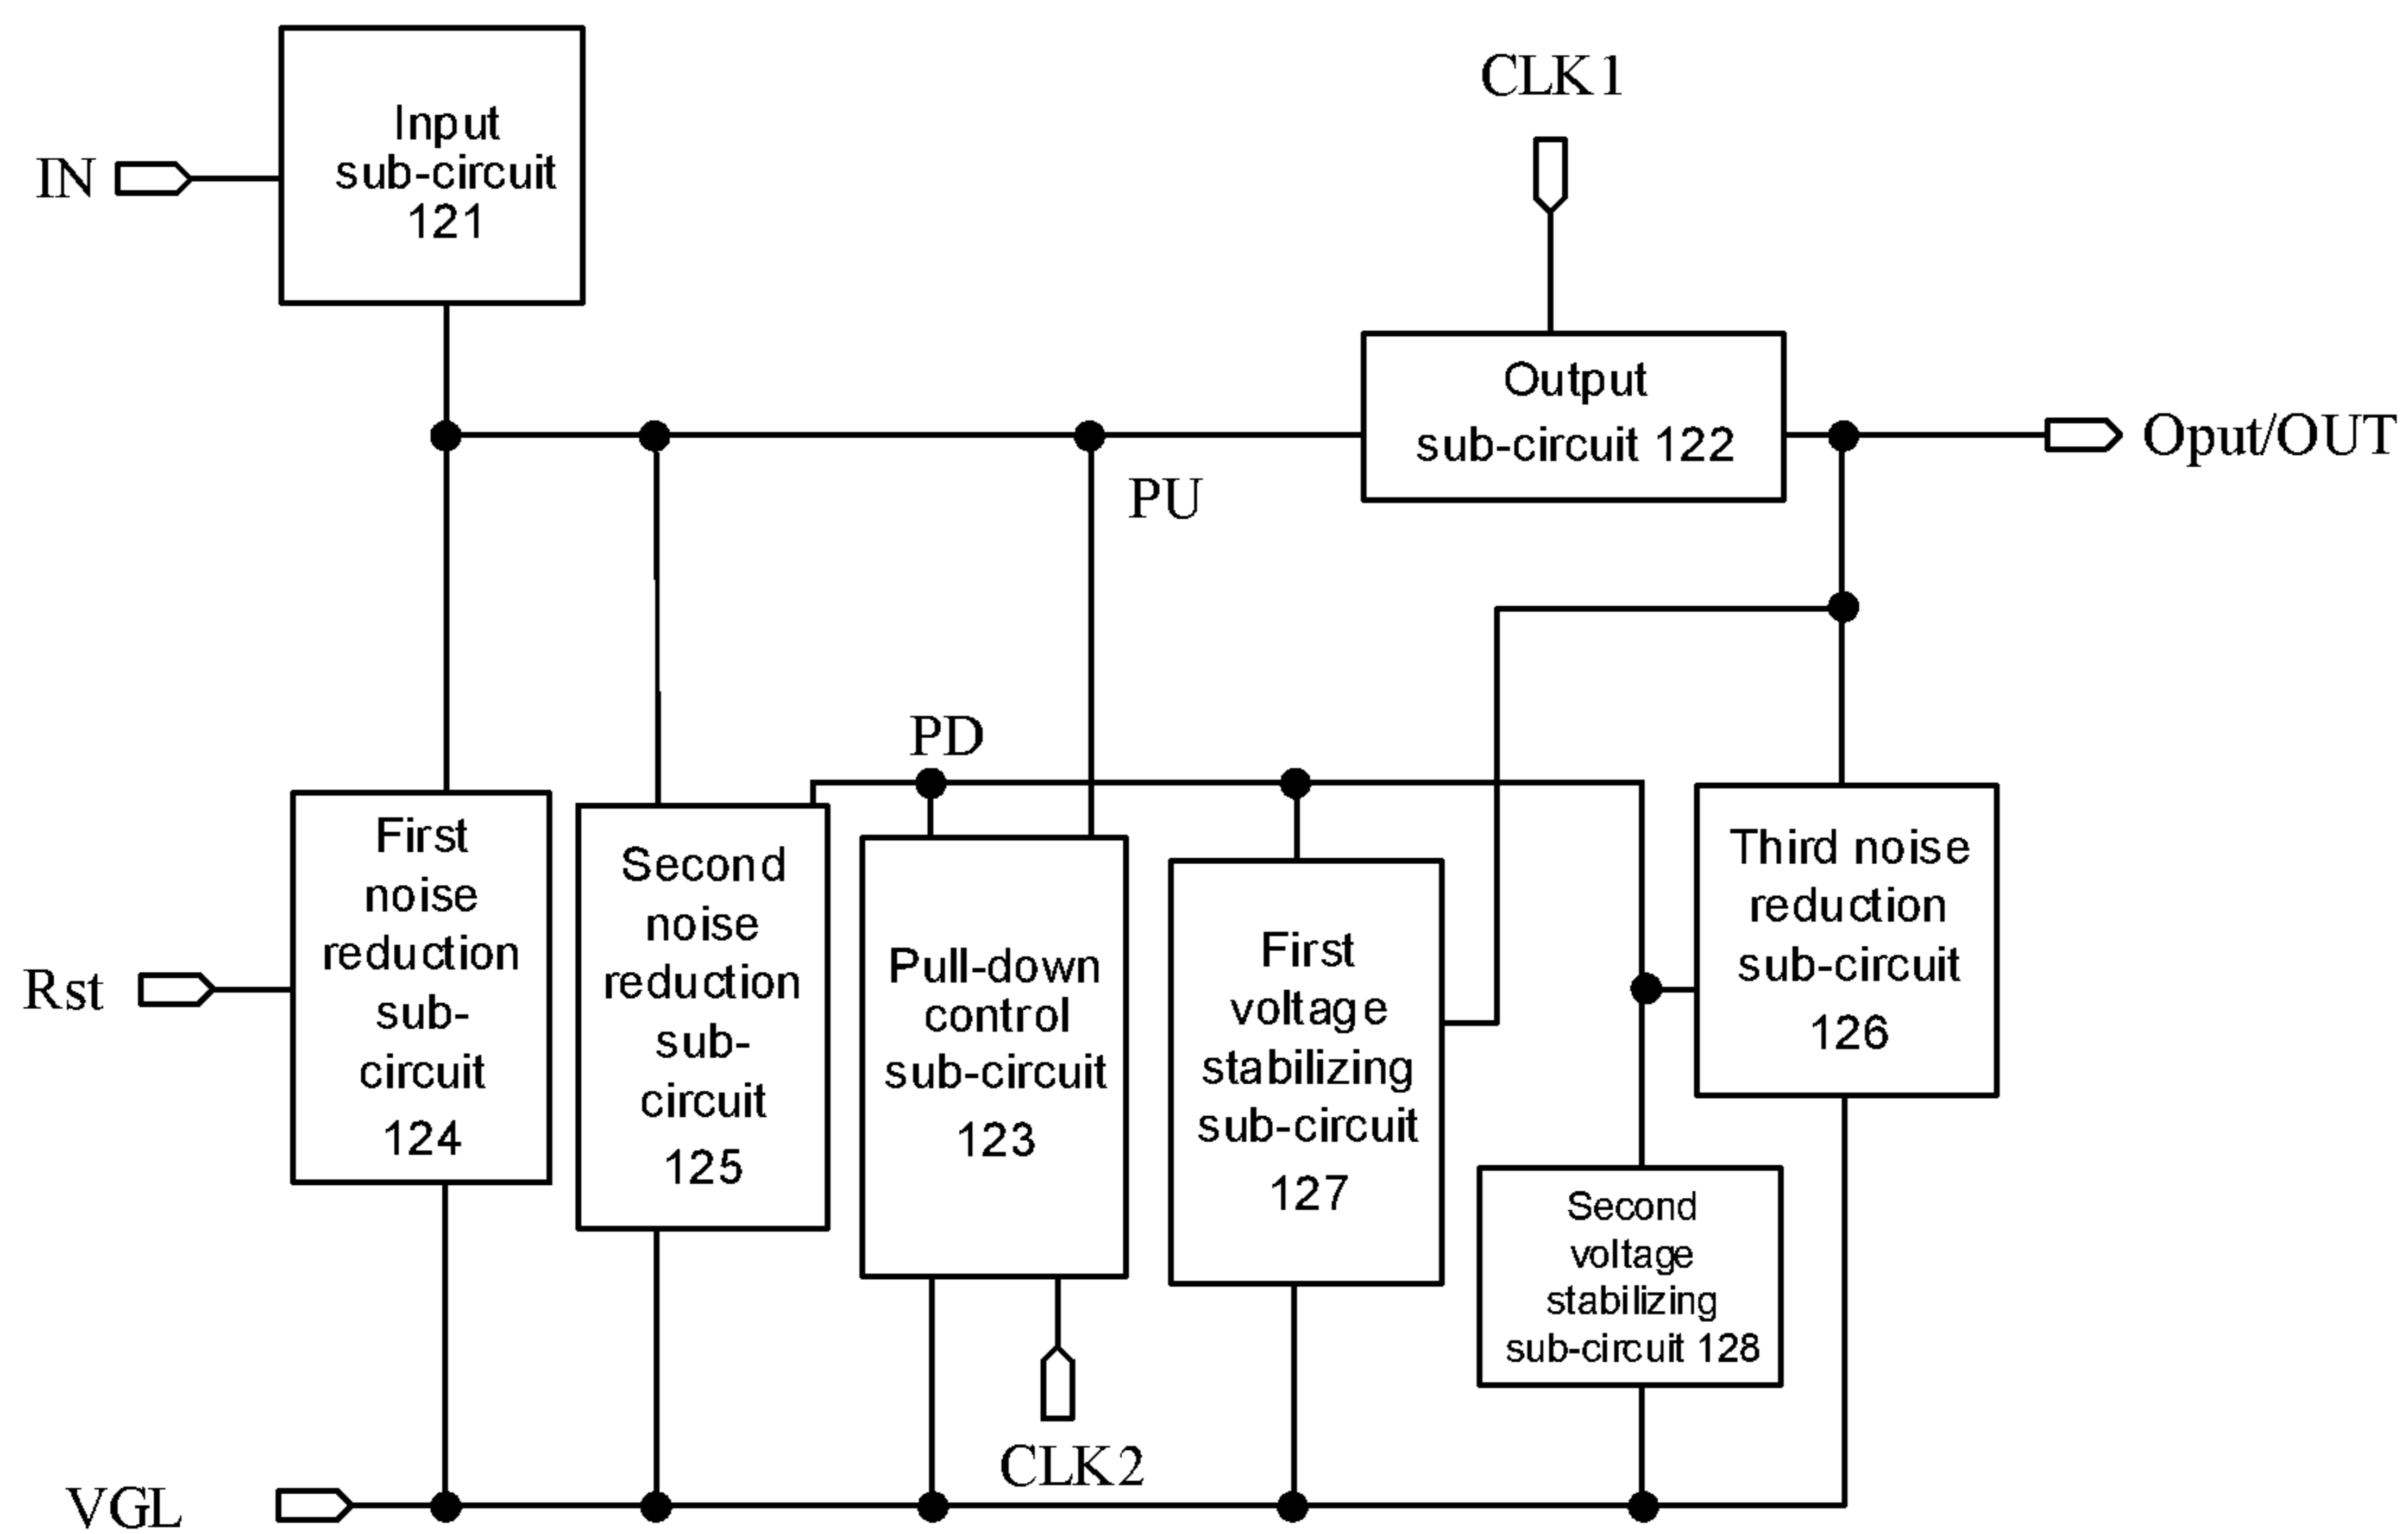 CLK1
Input
sub-circuit
121
IN
Output
sub-circuit 122
Oput/OUT
PU
PD
First
noise
reduction
sub-
circuit
124
Rst
Second
noise
reduction
sub-
circuit
125
Pull-down
control
sub-circuit
123
First
voltage
stabilizing
sub-circuit
127
Third noise
reduction
sub-circuit
126
Second
voltage
stabilizing
sub-circuit 128
CLK2
VGL